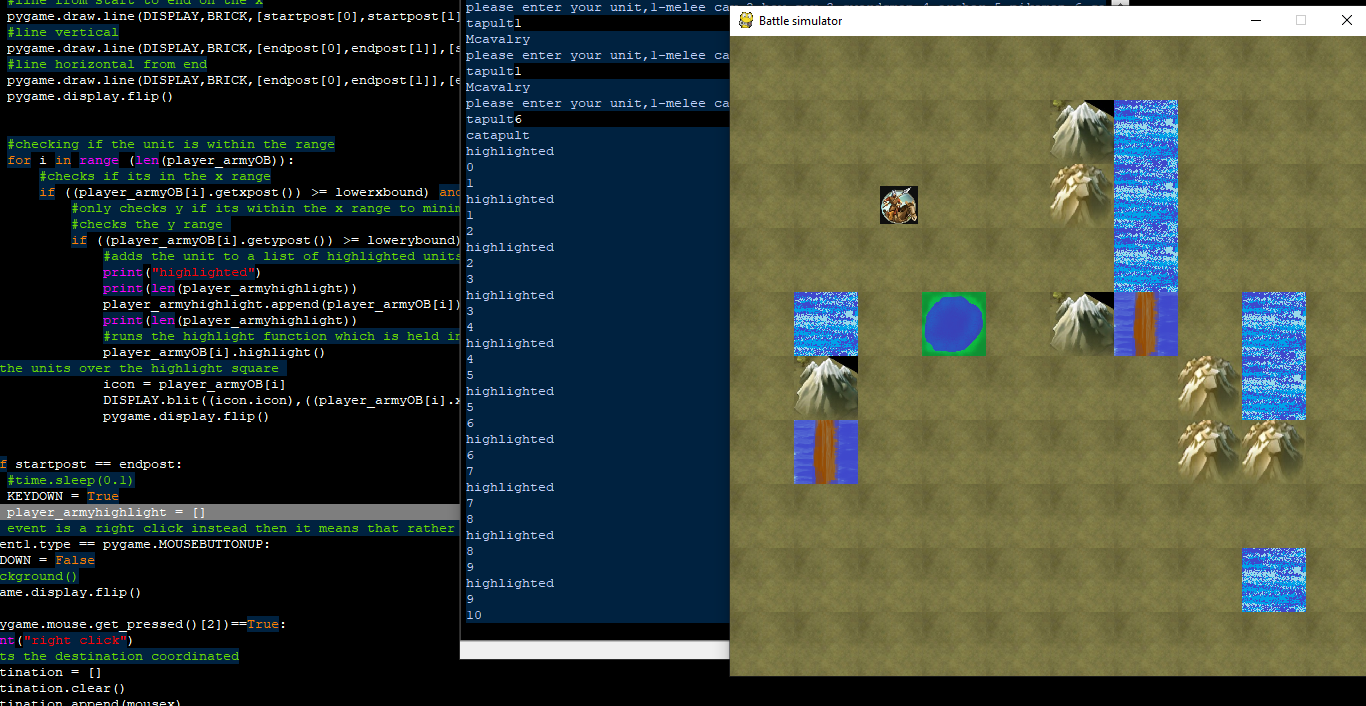 #line from start to end on the x
pygame.draw.line(DISPLAY,BRICK,[startpost[0],startpost[1]
#line vertical
pygame.draw.line(DISPLAY,BRICK,[endpost[0],endpost[1]],[s
#line horizontal from end
pygame.draw.line(DISPLAY,BRICK,[endpost[0],endpost[1]],[e
pygame.display.flip()
#checking if the unit is within the range
for i in range (len(player_armyOB)):
#checks if its in the x range
if ((player_armyOB[i].getxpost()) >= lowerxbound) and
#only checks y if its within the x range to minim
#checks the y range
if ((player_armyOB[i].getypost()) >= lowerybound)
#adds the unit to a list of highlighted units
print("highlighted")
print(len(player_armyhighlight))
player_armyhighlight.append(player_armyOB[i])
print(len(player_armyhighlight))
#runs the highlight function which is held in
player_armyOB[i].highlight()
the units over the highlight square
icon = player_armyOB[i]
DISPLAY.blit((icon.icon),((player_armyOB[i].x
pygame.display.flip()
f startpost == endpost:
#time.sleep(0.1)
KEYDOWN = True
player_armyhighlight = []
event is a right click instead then it means that rather
ent1.type == pygame.MOUSEBUTTONUP:
DOWN = False
ckground()
ame.display.flip()
ygame.mouse.get_pressed()[2])==True:
nt("right click")
ts the destination coordinated
tination = []
tination.clear()
tination.append(mousex)
please enter your unit,1-melee ca
tapult1
Mcavalry
please enter your unit,1-melee ca
tapult1
Mcavalry
please enter your unit,1-melee ca
tapult6
catapult
highlighted
0
1
highlighted
1
2
highlighted
2
3
highlighted
3
4
highlighted
4
5
highlighted
5
6
highlighted
6
7
highlighted
7
8
highlighted
8
9
highlighted
9
10
Battle simulator